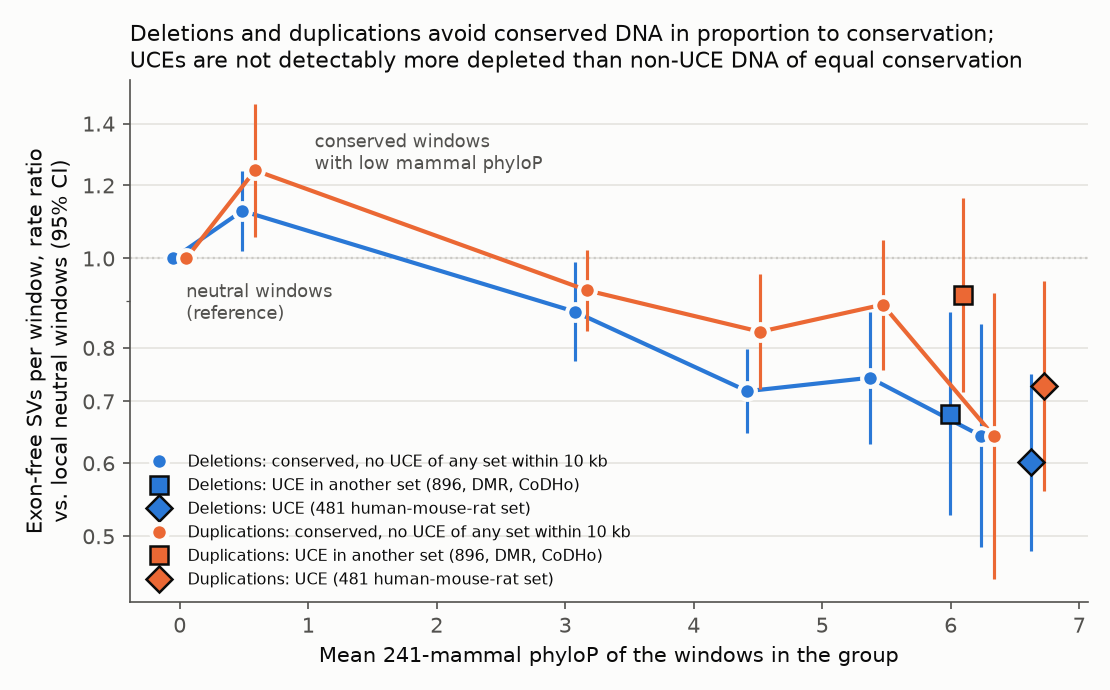 Deletions and duplications avoid conserved DNA in proportion to conservation;
UCEs are not detectably more depleted than non-UCE DNA of equal conservation
Exon-free SVs per window, rate ratio
vs. local neutral windows (95% CI)
1.4
1.2
1.0
0.8
0.7
0.6
0.5
conserved windows
with low mammal phyloP
neutral windows
(reference)
Deletions: conserved, no UCE of any set within 10 kb
Deletions: UCE in another set (896, DMR, CoDHo)
Deletions: UCE (481 human-mouse-rat set)
Duplications: conserved, no UCE of any set within 10 kb
Duplications: UCE in another set (896, DMR, CoDHo)
Duplications: UCE (481 human-mouse-rat set)
0 1 2 3 4 5 6 7
Mean 241-mammal phyloP of the windows in the group